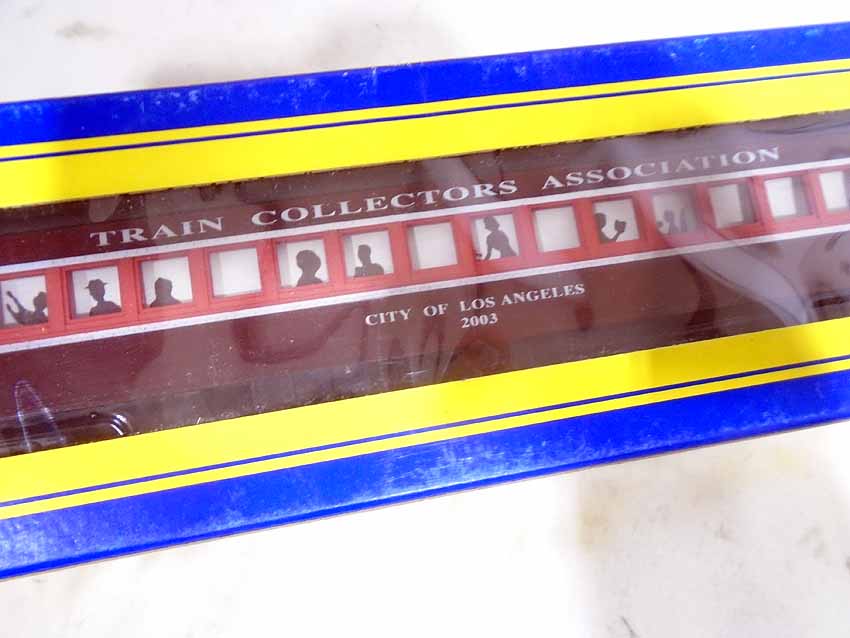 TRAIN COLLECTORS ASSOCIATION
CITY OF LOS ANGELES
2003